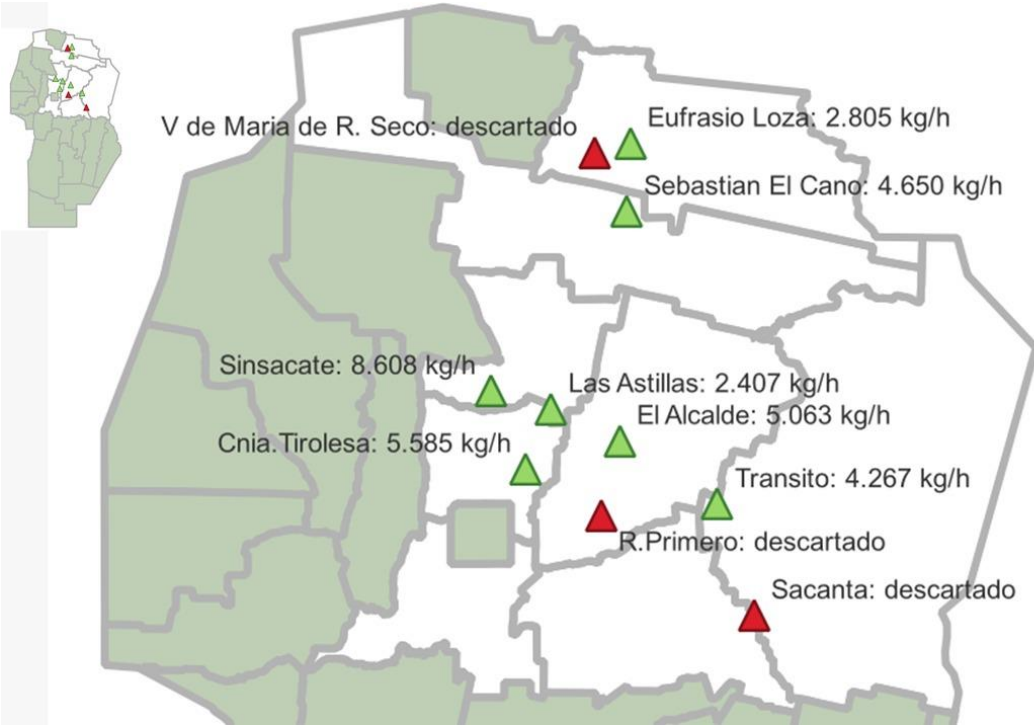 Eufrasio Loza: 2.805 kg/h
V de Maria de R. Seco: descartado
Sebastian El Cano: 4.650 kg/h
Sinsacate: 8.608 kg/h
Las Astillas: 2.407 kg/h
El Alcalde: 5.063 kg/h
Cnia.Tirolesa: 5.585 kg/h
Transito: 4.267 kg/h
R.Primero: descartado
Sacanta: descartado